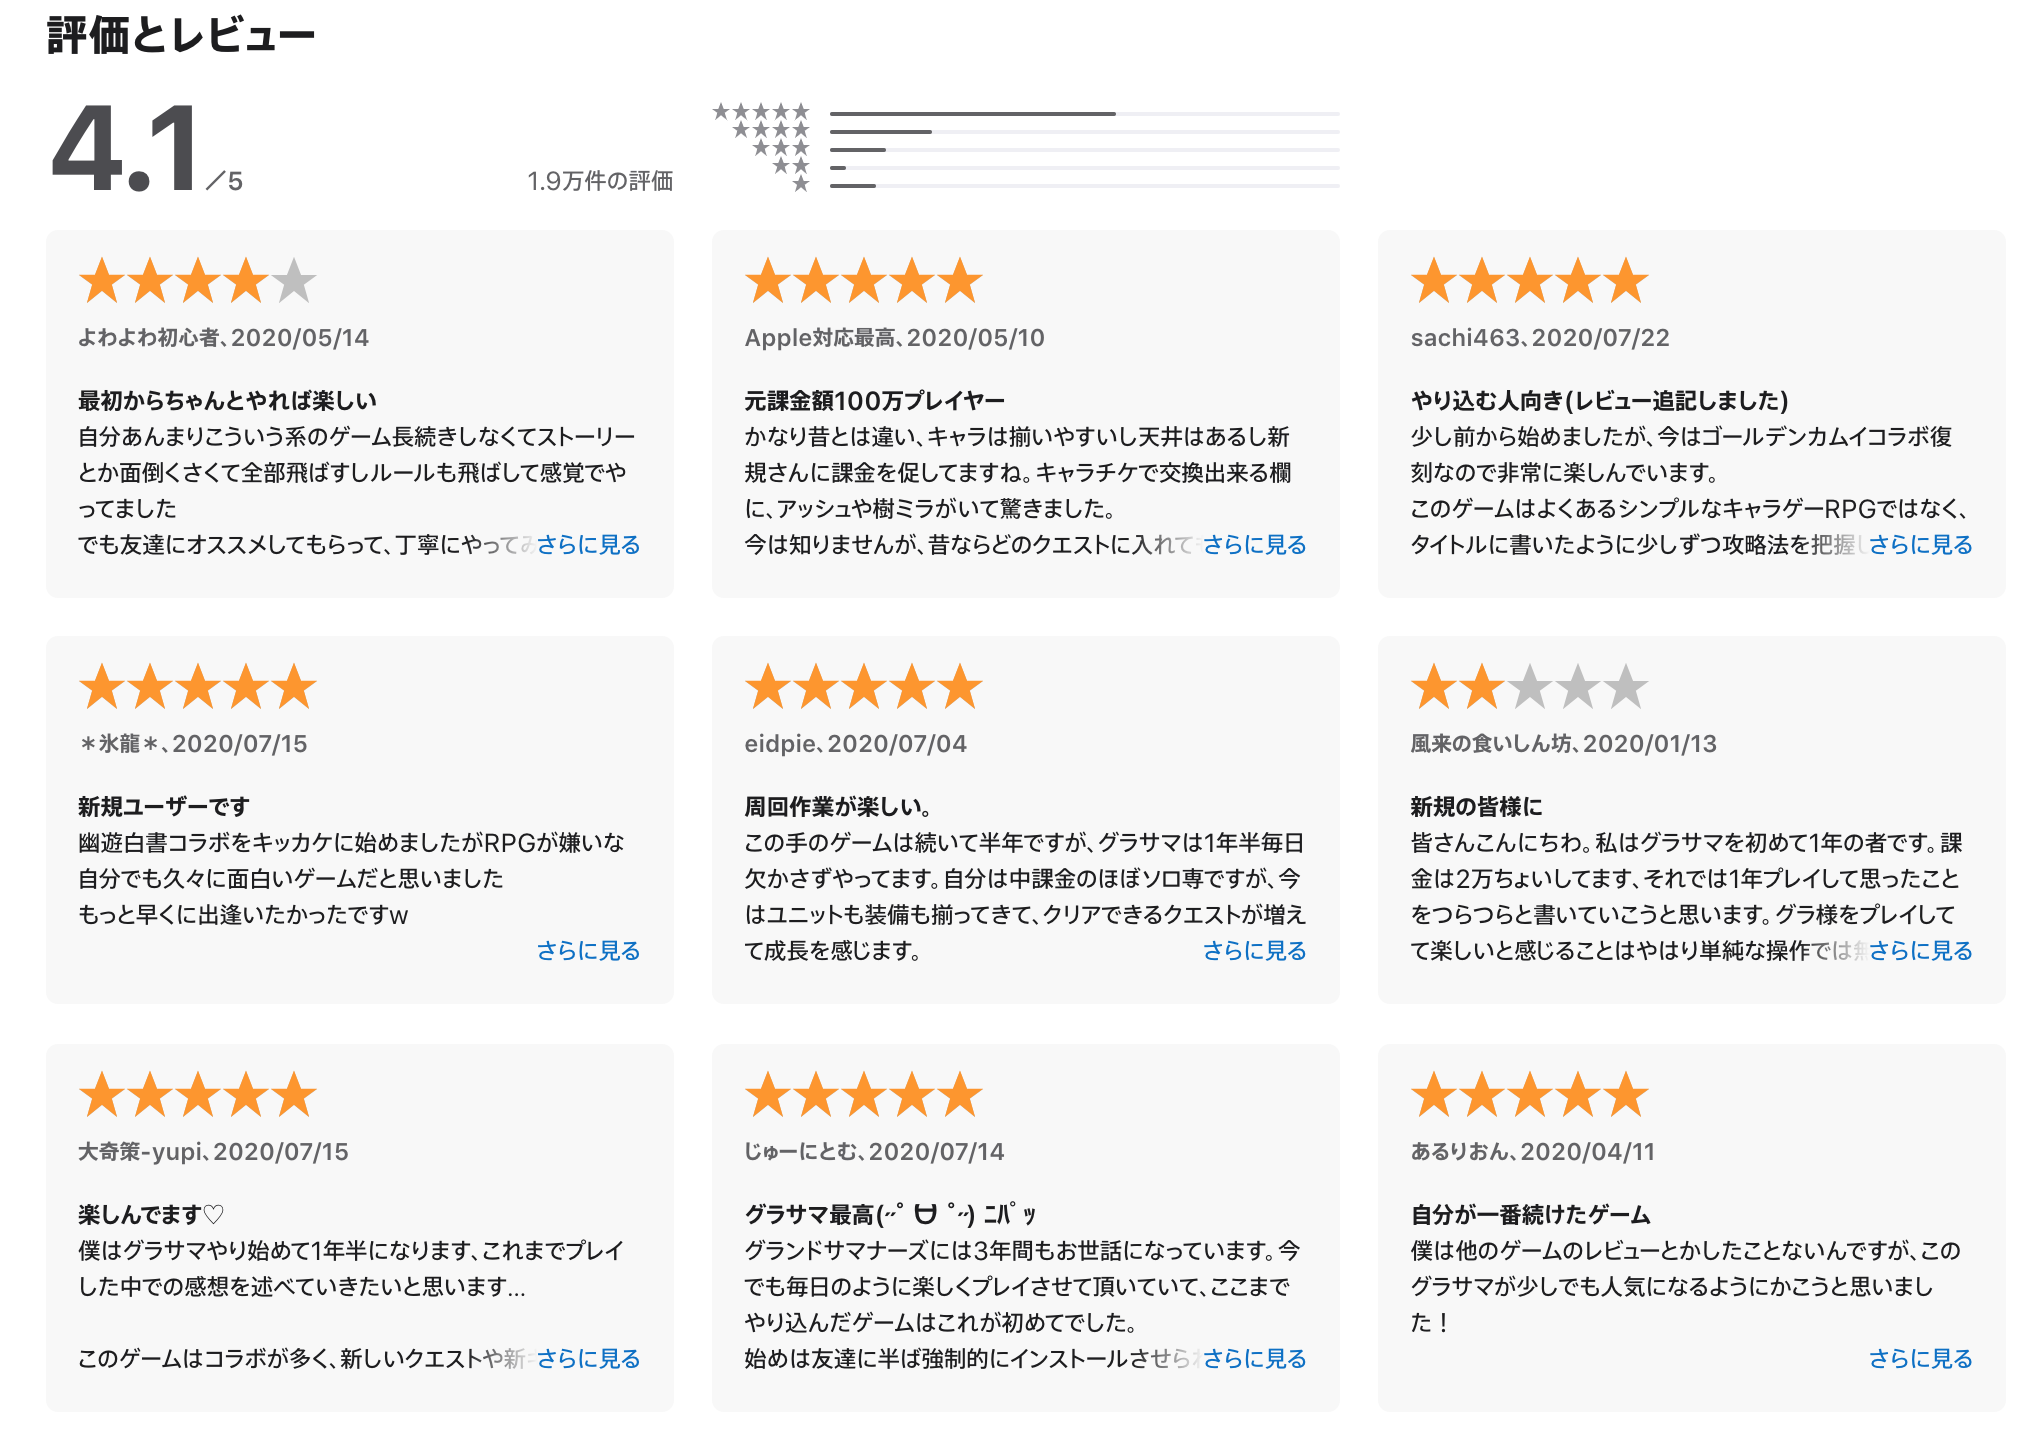 評価とレビュー
4.1／5
1.9万件の評価
★★★★★
★★★★
★★★
★★
★
よわよわ初心者、2020/05/14
最初からちゃんとやれば楽しい
自分あんまりこういう系のゲーム長続きしなくてストーリー
とか面倒くさくて全部飛ばすしルールも飛ばして感覚でや
ってました
でも友達にオススメしてもらって、丁寧にやってみ さらに見る
Apple対応最高、2020/05/10
元課金額100万プレイヤー
かなり昔とは違い、キャラは揃いやすいし天井はあるし新
規さんに課金を促してますね。キャラチケで交換出来る欄
に、アッシュや樹ミラがいて驚きました。
今は知りませんが、昔ならどのクエストに入れて さらに見る
sachi463、2020/07/22
やり込む人向き(レビュー追記しました)
少し前から始めましたが、今はゴールデンカムイコラボ復
刻なので非常に楽しんでいます。
このゲームはよくあるシンプルなキャラゲーRPGではなく、
タイトルに書いたように少しずつ攻略法を把握し さらに見る
＊氷龍＊、2020/07/15
新規ユーザーです
幽遊白書コラボをキッカケに始めましたがRPGが嫌いな
自分でも久々に面白いゲームだと思いました
もっと早くに出逢いたかったですw
さらに見る
eidpie、2020/07/04
周回作業が楽しい。
この手のゲームは続いて半年ですが、グラサマは1年半毎日
欠かさずやってます。自分は中課金のほぼソロ専ですが、今
はユニットも装備も揃ってきて、クリアできるクエストが増え
て成長を感じます。 さらに見る
風来の食いしん坊、2020/01/13
新規の皆様に
皆さんこんにちわ。私はグラサマを初めて1年の者です。課
金は2万ちょいしてます、それでは1年プレイして思ったこと
をつらつらと書いていこうと思います。グラ様をプレイして
て楽しいと感じることはやはり単純な操作では無 さらに見る
大奇策-yupi、2020/07/15
楽しんでます♡
僕はグラサマやり始めて1年半になります、これまでプレイ
した中での感想を述べていきたいと思います…
このゲームはコラボが多く、新しいクエストや新 さらに見る
じゅーにとむ、2020/07/14
グラサマ最高(˶ﾟ ᗨ ﾟ˶) ﾆﾊﾟｯ
グランドサマナーズには3年間もお世話になっています。今
でも毎日のように楽しくプレイさせて頂いていて、ここまで
やり込んだゲームはこれが初めてでした。
始めは友達に半ば強制的にインストールさせられ さらに見る
あるりおん、2020/04/11
自分が一番続けたゲーム
僕は他のゲームのレビューとかしたことないんですが、この
グラサマが少しでも人気になるようにかこうと思いまし
た！
さらに見る